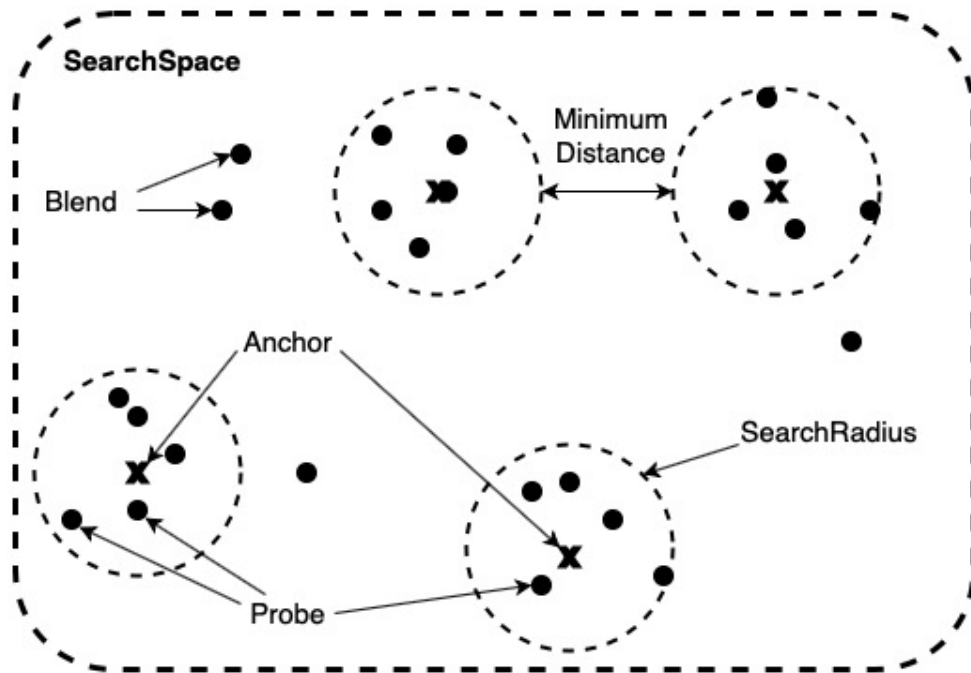 SearchSpace
Minimum
Distance
Blend
Anchor
SearchRadius
Probe